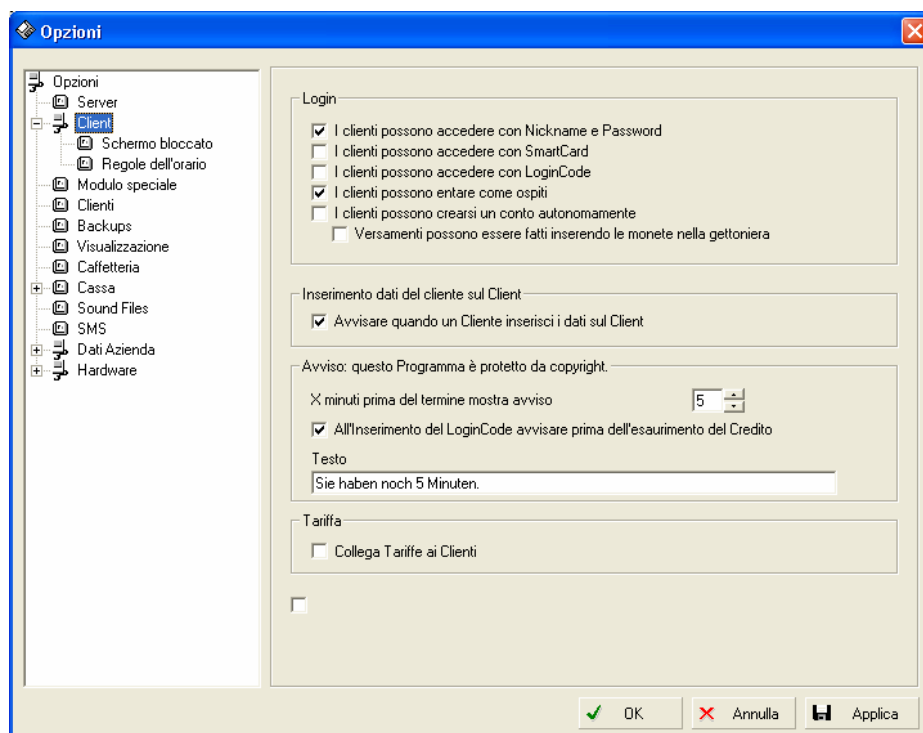 Opzioni
Opzioni
Server
Client
Schermo bloccato
Regole dell'orario
Modulo speciale
Clienti
Backups
Visualizzazione
Caffetteria
Cassa
Sound Files
SMS
Dati Azienda
Hardware
Login
I clienti possono accedere con Nickname e Password
I clienti possono accedere con SmartCard
I clienti possono accedere con LoginCode
I clienti possono entare come ospiti
I clienti possono crearsi un conto autonomamente
Versamenti possono essere fatti inserendo le monete nella gettoniera
Inserimento dati del cliente sul Client
Avvisare quando un Cliente inserisci i dati sul Client
Avviso: questo Programma è protetto da copyright.
X minuti prima del termine mostra avviso 5
All'Inserimento del LoginCode avvisare prima dell'esaurimento del Credito
Testo
Sie haben noch 5 Minuten.
Tariffa
Collega Tariffe ai Clienti
OK Annulla Applica